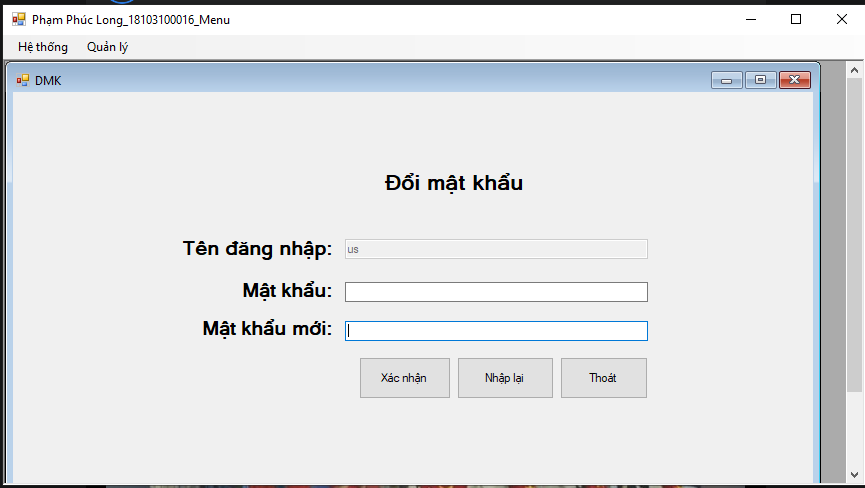 Phạm Phúc Long_18103100016_Menu
Hệ thống Quản lý
DMK
Đổi mật khẩu
Tên đăng nhập: us
Mật khẩu:
Mật khẩu mới:
Xác nhận Nhập lại Thoát